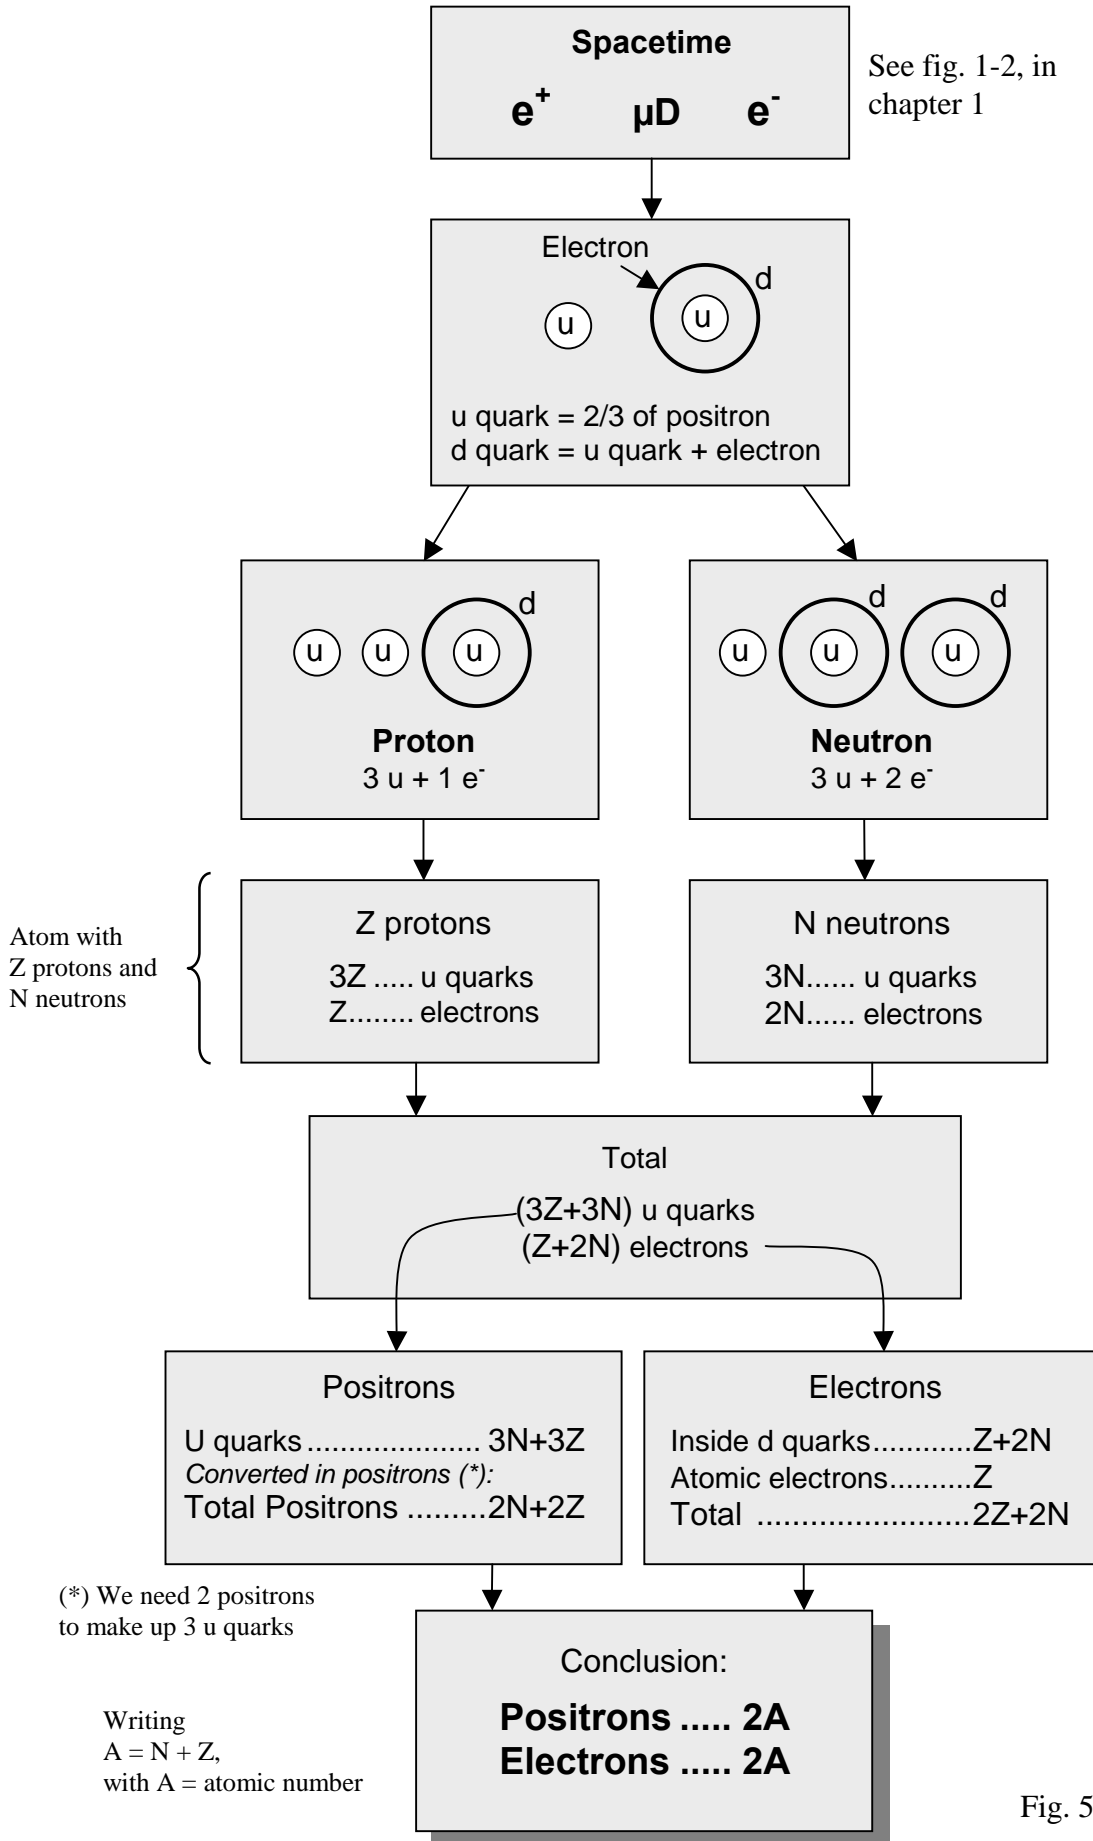 Spacetime
e+ µD e-
See fig. 1-2, in
chapter 1
Electron
d
u
u
u quark = 2/3 of positron
d quark = u quark + electron
d
u u u
Proton
3 u + 1 e-
d d
u u u
Neutron
3 u + 2 e-
Atom with
Z protons and
N neutrons
Z protons
3Z ..... u quarks
Z........ electrons
N neutrons
3N...... u quarks
2N...... electrons
Total
(3Z+3N) u quarks
(Z+2N) electrons
Positrons
U quarks ..................... 3N+3Z
Converted in positrons (*):
Total Positrons .........2N+2Z
Electrons
Inside d quarks............Z+2N
Atomic electrons..........Z
Total ........................2Z+2N
(*) We need 2 positrons
to make up 3 u quarks
Writing
A = N + Z,
with A = atomic number
Conclusion:
Positrons ..... 2A
Electrons ..... 2A
Fig. 5